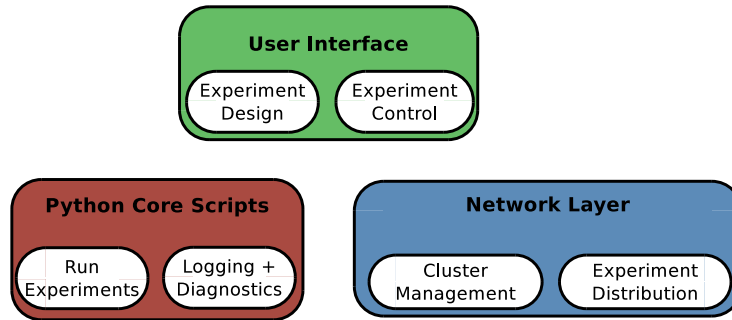 User Interface
Experiment
Design
Experiment
Control
Python Core Scripts
Run
Experiments
Logging +
Diagnostics
Network Layer
Cluster
Management
Experiment
Distribution